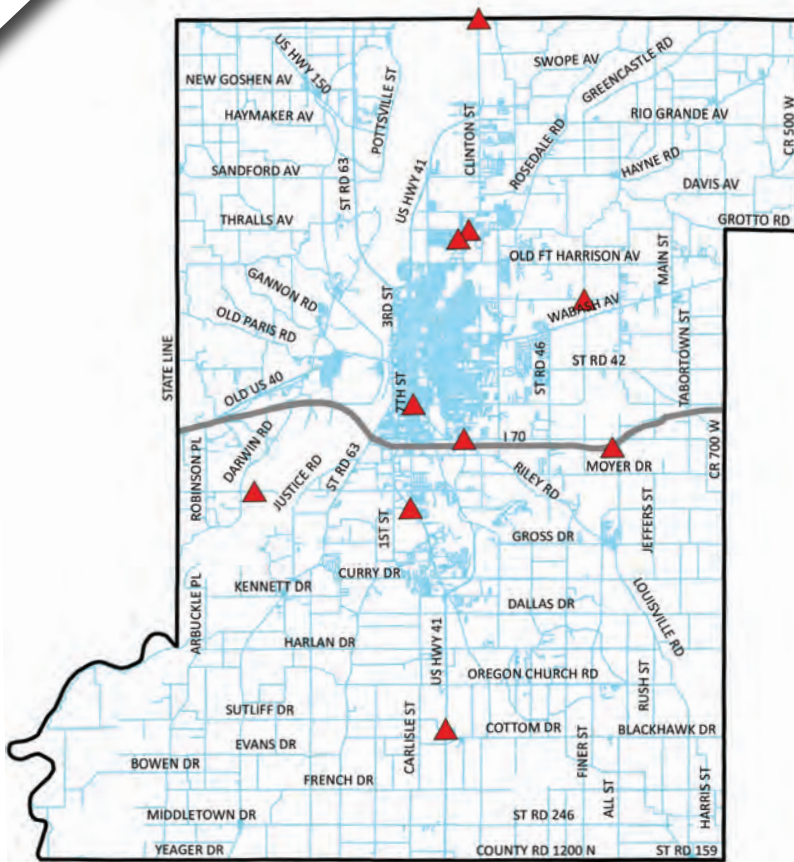 SWOPE AV
GREENCASTLE RD
US HWY 150
NEW GOSHEN AV
POTTSVILLE ST
HAYMAKER AV
CLINTON ST
RIO GRANDE AV
CR 500 W
ROSEDALE RD
SANDFORD AV
ST RD 63
US HWY 41
HAYNE RD
DAVIS AV
THRALLS AV
GROTTO RD
OLD FT HARRISON AV
MAIN ST
GANNON RD
3RD ST
WABASH AV
OLD PARIS RD
TABORTOWN ST
STATE LINE
ST RD 46
ST RD 42
OLD US 40
7TH ST
I 70
DARWIN RD
CR 700 W
ROBINSON PL
JUSTICE RD
ST RD 63
RILEY RD
MOYER DR
1ST ST
JEFFERS ST
GROSS DR
CURRY DR
KENNETT DR
ARBUCKLE PL
DALLAS DR
LOUISVILLE RD
HARLAN DR
US HWY 41
OREGON CHURCH RD
RUSH ST
SUTLIFF DR
CARLISLE ST
COTTOM DR
BLACKHAWK DR
EVANS DR
FINER ST
BOWEN DR
FRENCH DR
ALL ST
HARRIS ST
MIDDLETOWN DR
ST RD 246
YEAGER DR
COUNTY RD 1200 N
ST RD 159